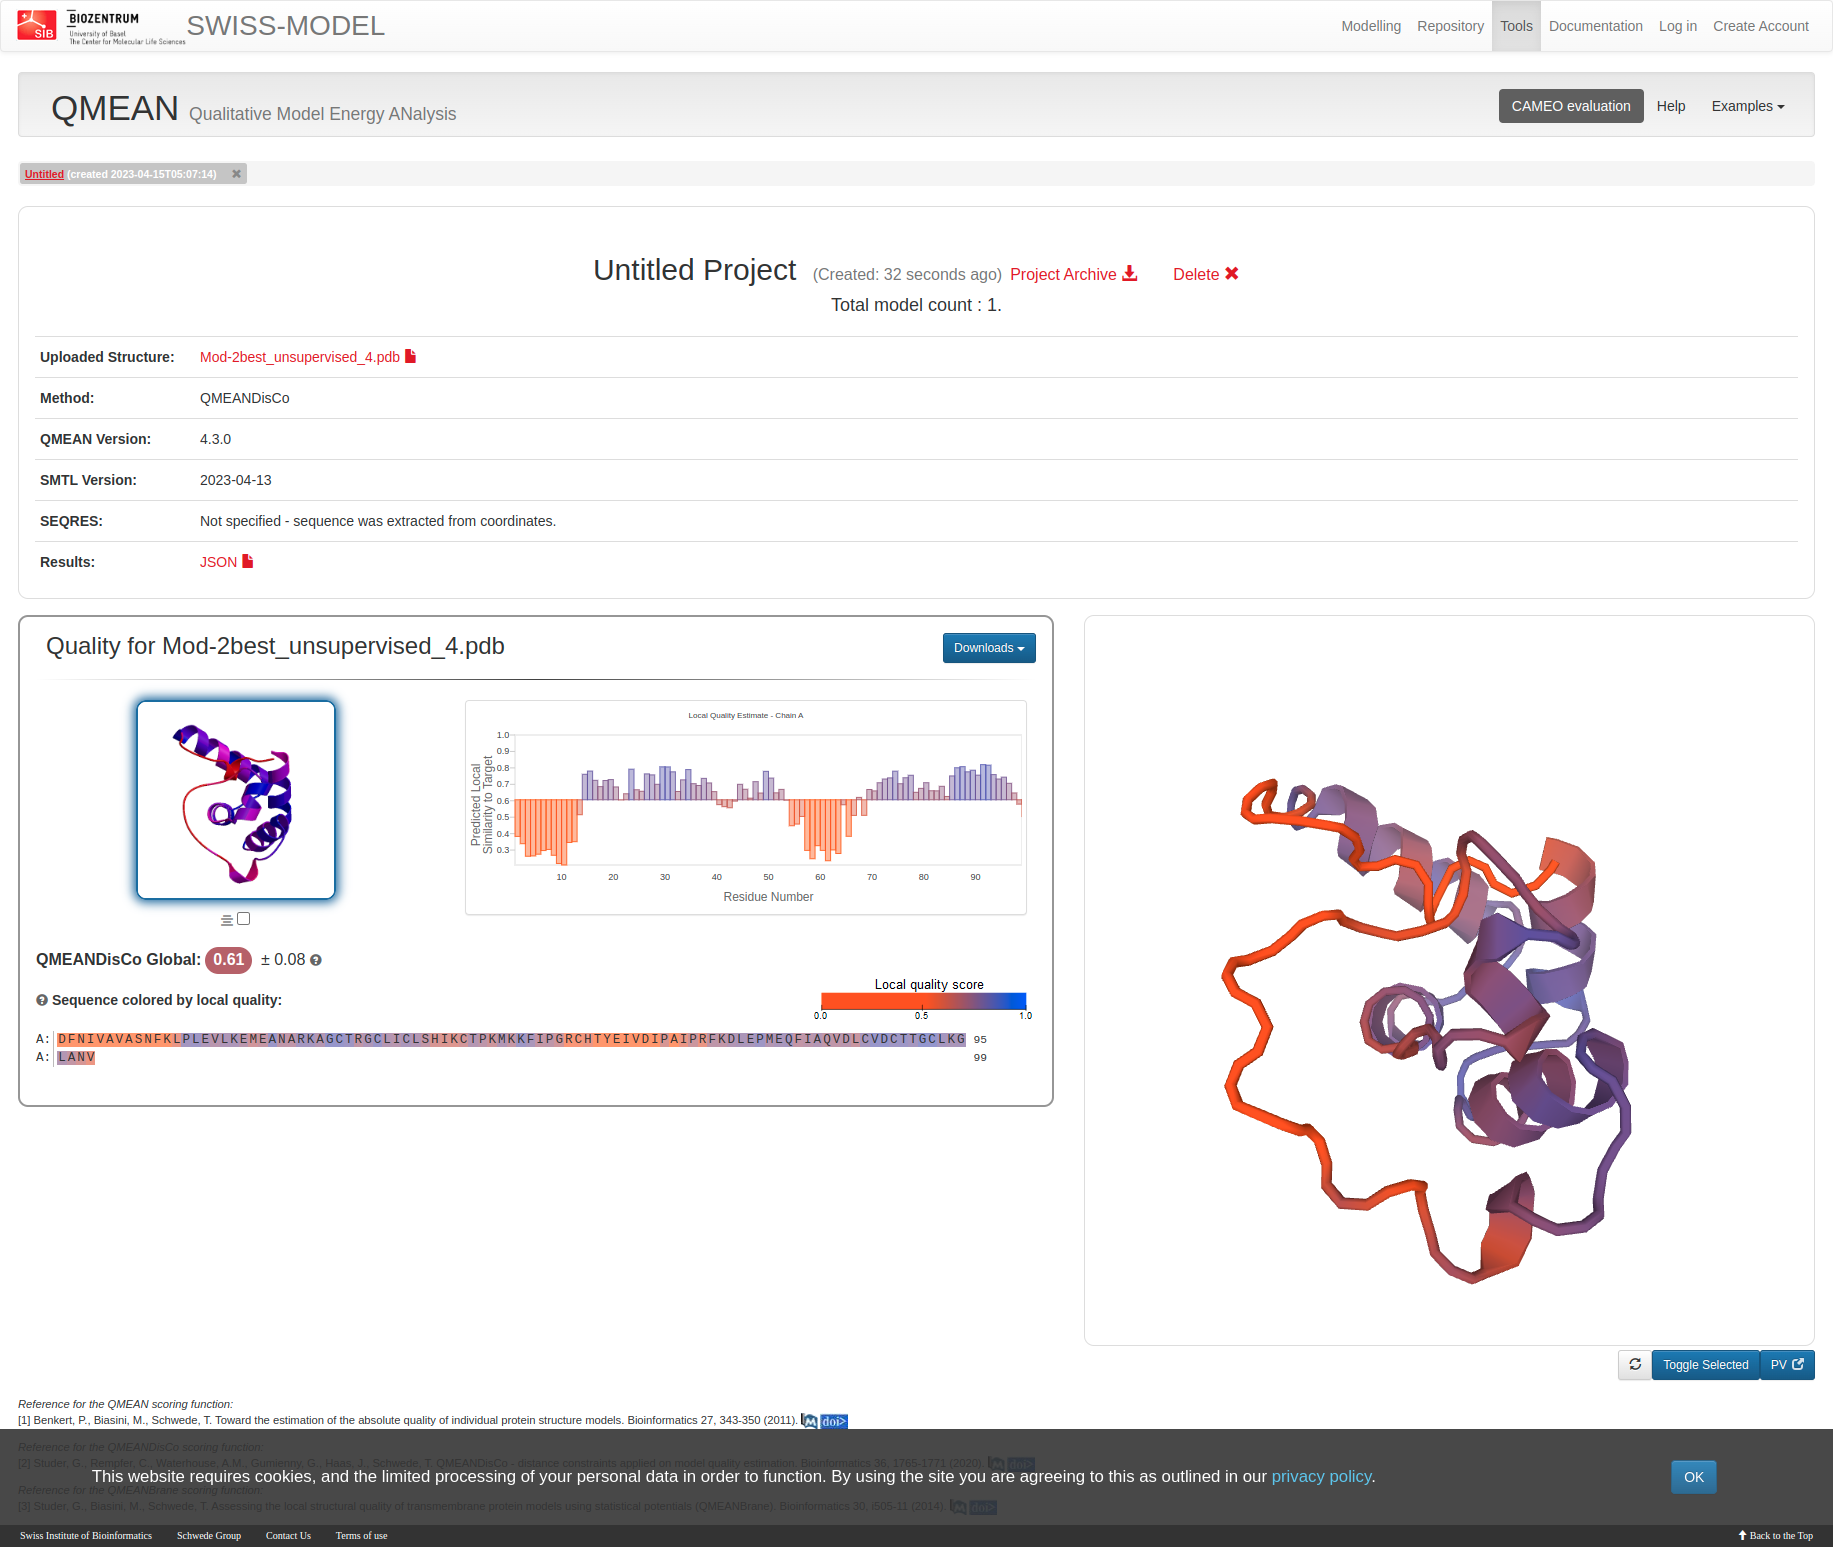 SIB
BIOZENTRUM
University of Basel
The Center for Molecular Life Sciences
SWISS-MODEL
Modelling Repository Tools Documentation Log in Create Account
QMEAN Qualitative Model Energy ANalysis
CAMEO evaluation Help Examples
Untitled (created 2023-04-15T05:07:14)
Untitled Project (Created: 32 seconds ago) Project Archive Delete
Total model count : 1.
Uploaded Structure: Mod-2best_unsupervised_4.pdb
Method: QMEANDisCo
QMEAN Version: 4.3.0
SMTL Version: 2023-04-13
SEQRES: Not specified - sequence was extracted from coordinates.
Results: JSON
Quality for Mod-2best_unsupervised_4.pdb
Downloads
Local Quality Estimate - Chain A
Predicted Local
Similarity to Target
1.0
0.9
0.8
0.7
0.6
0.5
0.4
0.3
10 20 30 40 50 60 70 80 90
Residue Number
QMEANDisCo Global: 0.61 ± 0.08
Sequence colored by local quality:
Local quality score
0.0 0.5 1.0
A: DFNIVAVASNFKLPLEVLKEMEANARKAGCTRGCLICLSHIKCTPKMKKFIPGRCHTYEIVDIPAIPRFKDLEPMEQFIAQVDLCVDCTTGCLKG 95
A: LANV 99
Toggle Selected PV
Reference for the QMEAN scoring function:
[1] Benkert, P., Biasini, M., Schwede, T. Toward the estimation of the absolute quality of individual protein structure models. Bioinformatics 27, 343-350 (2011). doi>
Reference for the QMEANDisCo scoring function:
[2] Studer, G., Rempfer, C., Waterhouse, A.M., Gumienny, G., Haas, J., Schwede, T. QMEANDisCo - distance constraints applied on model quality estimation. Bioinformatics 36, 1765-1771 (2020). doi>
This website requires cookies, and the limited processing of your personal data in order to function. By using the site you are agreeing to this as outlined in our privacy policy.
OK
Reference for the QMEANBrane scoring function:
[3] Studer, G., Biasini, M., Schwede, T. Assessing the local structural quality of transmembrane protein models using statistical potentials (QMEANBrane). Bioinformatics 30, i505-11 (2014). doi>
Swiss Institute of Bioinformatics Schwede Group Contact Us Terms of use Back to the Top